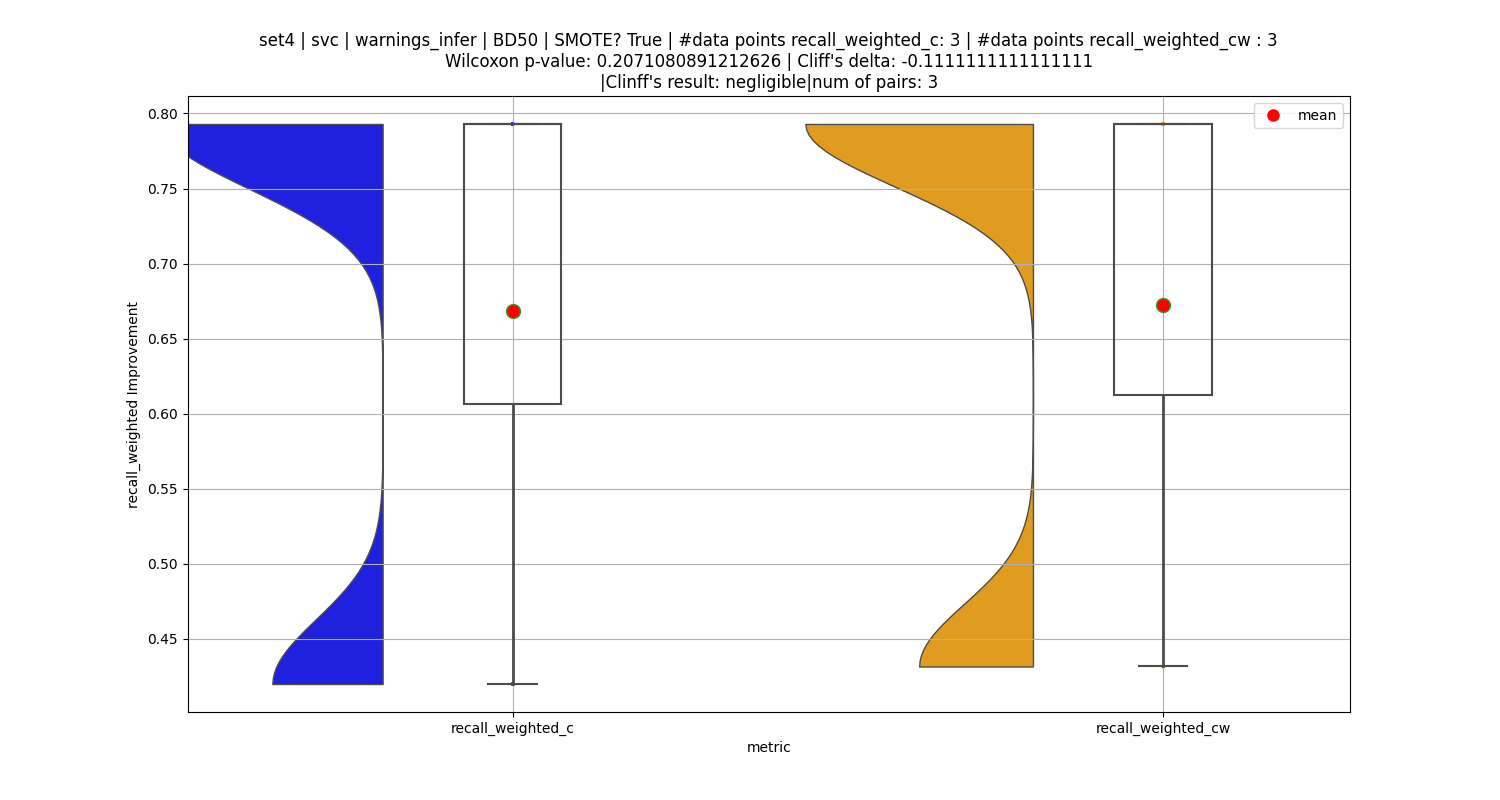 set4 | svc | warnings_infer | BD50 | SMOTE? True | #data points recall_weighted_c: 3 | #data points recall_weighted_cw : 3
Wilcoxon p-value: 0.2071080891212626 | Cliff's delta: -0.1111111111111111
|Clinff's result: negligible|num of pairs: 3
mean
recall_weighted Improvement
0.80
0.75
0.70
0.65
0.60
0.55
0.50
0.45
recall_weighted_c
recall_weighted_cw
metric